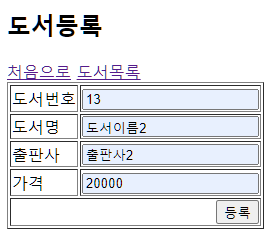 도서등록
처음으로 도서목록
도서번호 13
도서명 도서이름2
출판사 출판사2
가격 20000
등록